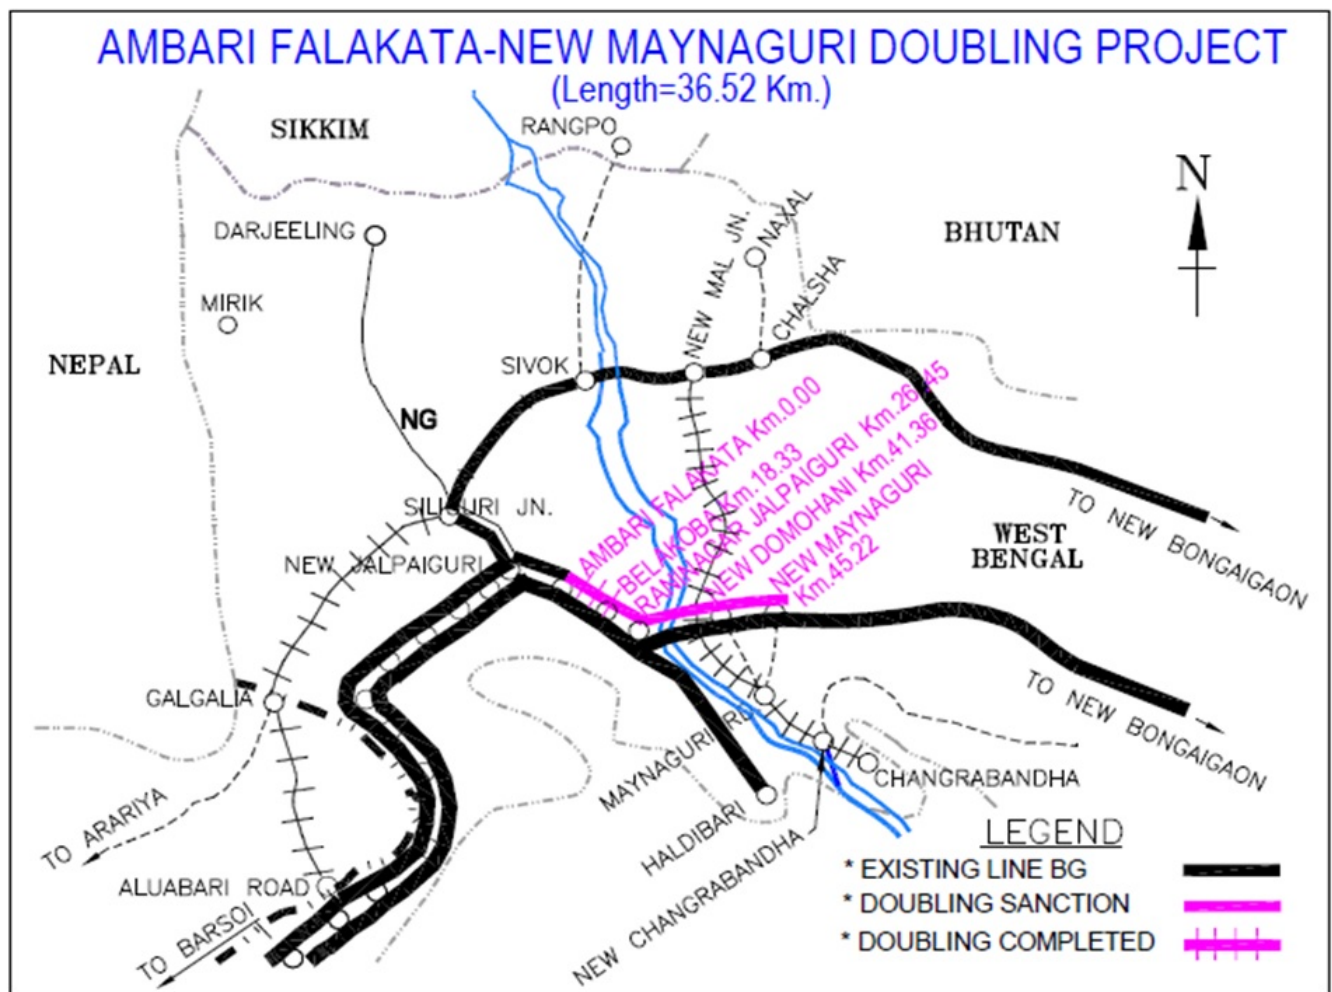 AMBARI FALAKATA-NEW MAYNAGURI DOUBLING PROJECT
(Length=36.52 Km.)
SIKKIM
RANGPO
N
DARJEELING
NEW MAL JN.
NAXAL
BHUTAN
MIRIK
CHALSHA
NEPAL
SIVOK
NG
AMBARI FALAKATA Km.0.00
BELAKOBA Km.18.33
RANINAGAR JALPAIGURI Km.26.45
NEW DOMOHANI Km.41.36
NEW MAYNAGURI
Km.45.22
SILIGURI JN.
TO NEW BONGAIGAON
WEST
BENGAL
NEW JALPAIGURI
GALGALIA
TO NEW BONGAIGAON
MAYNAGURI RD
CHANGRABANDHA
TO ARARIYA
HALDIBARI
NEW CHANGRABANDHA
ALUABARI ROAD
TO BARSOI
LEGEND
* EXISTING LINE BG
* DOUBLING SANCTION
* DOUBLING COMPLETED